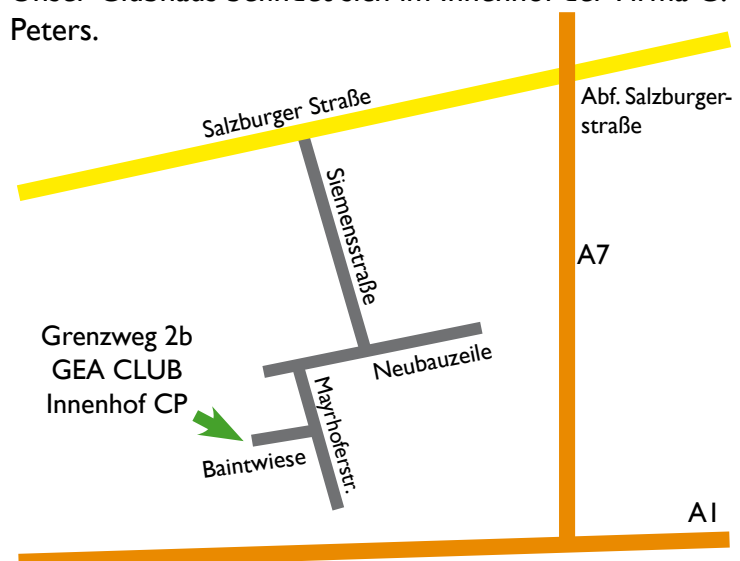 Peters.
Salzburger Straße
Abf. Salzburger-
straße
Siemensstraße
A7
Grenzweg 2b
GEA CLUB
Innenhof CP
Neubauzeile
Mayrhoferstr.
Baintwiese
A1